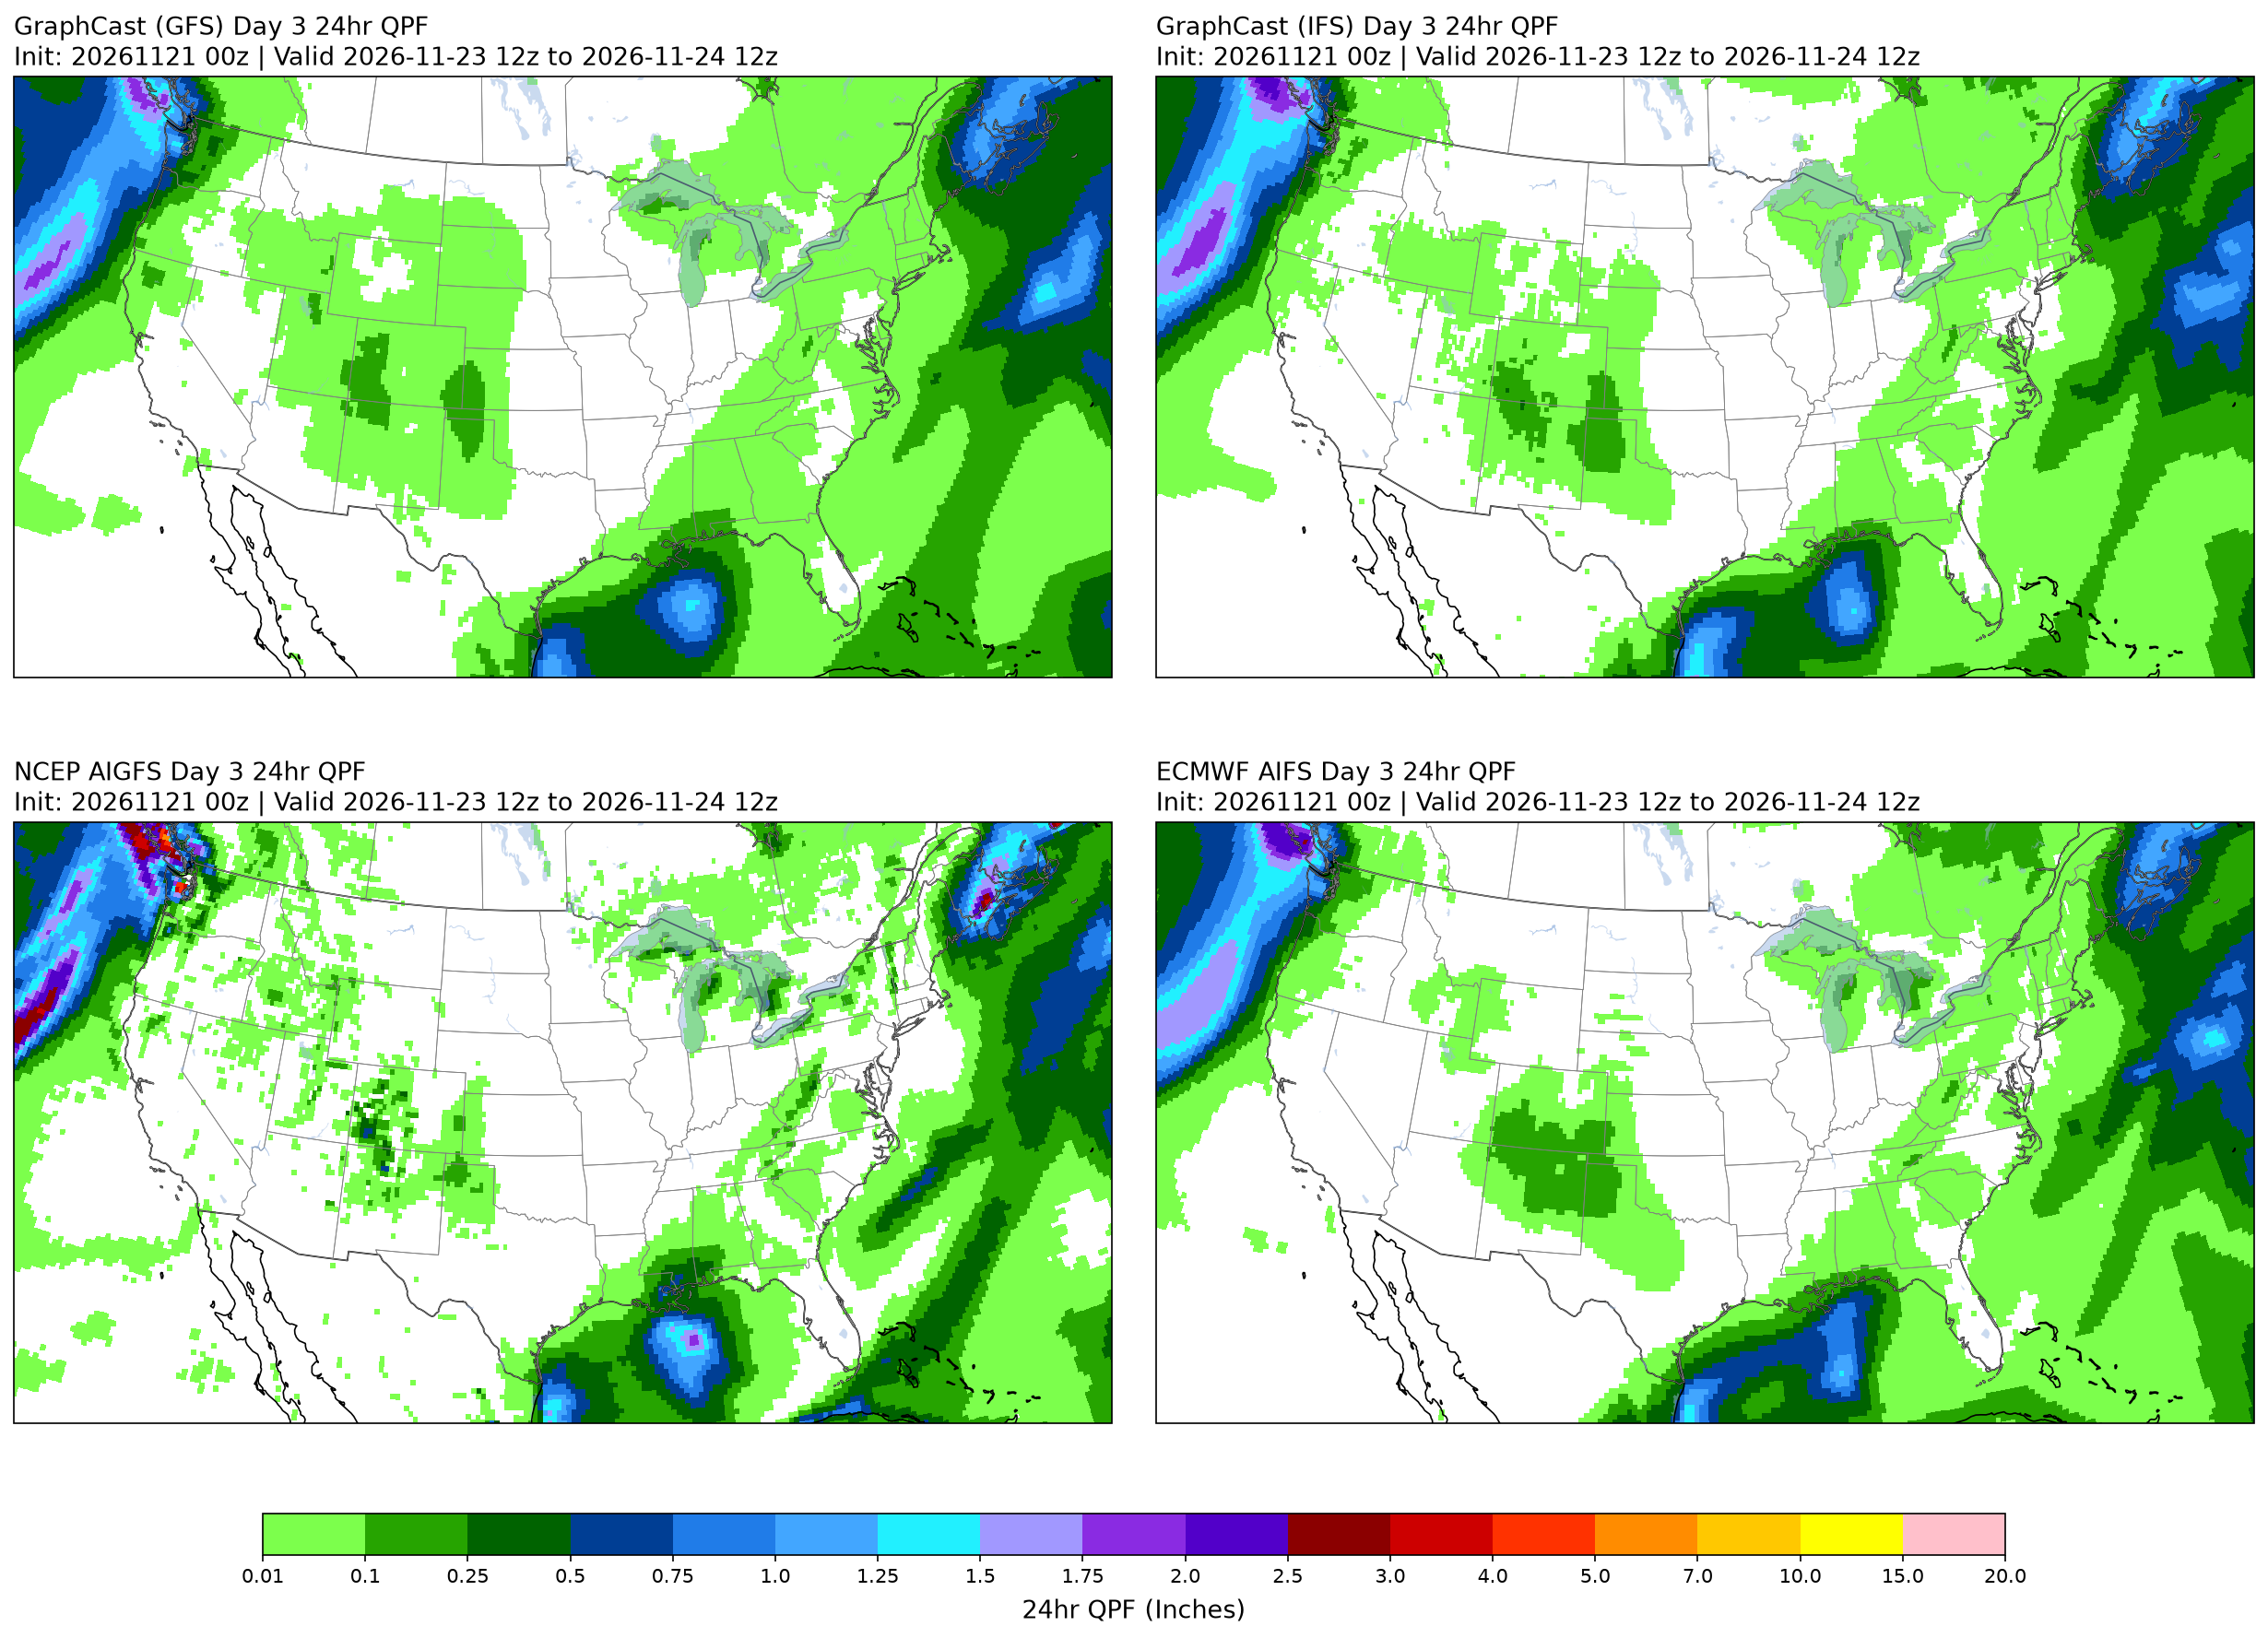 GraphCast (GFS) Day 3 24hr QPF
Init: 20261121 00z | Valid 2026-11-23 12z to 2026-11-24 12z
GraphCast (IFS) Day 3 24hr QPF
Init: 20261121 00z | Valid 2026-11-23 12z to 2026-11-24 12z
NCEP AIGFS Day 3 24hr QPF
Init: 20261121 00z | Valid 2026-11-23 12z to 2026-11-24 12z
ECMWF AIFS Day 3 24hr QPF
Init: 20261121 00z | Valid 2026-11-23 12z to 2026-11-24 12z
0.01 0.1 0.25 0.5 0.75 1.0 1.25 1.5 1.75 2.0 2.5 3.0 4.0 5.0 7.0 10.0 15.0 20.0
24hr QPF (Inches)